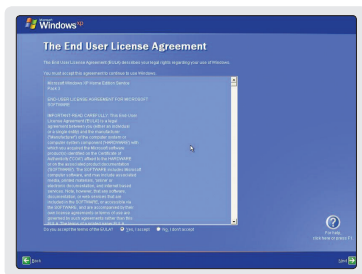 Microsoft
Windows xp
The End User License Agreement
The End User License Agreement (EULA) describes your legal rights regarding your use of Windows.
You must accept this agreement to continue to use Windows.
Microsoft Windows XP Home Edition Service
Pack 2
END-USER LICENSE AGREEMENT FOR MICROSOFT
SOFTWARE
IMPORTANT-READ CAREFULLY: This End User
License Agreement (EULA) is a legal
agreement between you (either an individual
or a single entity) and the manufacturer
("Manufacturer") of the computer system or
computer system component (HARDWARE) with
which you acquired the Microsoft software
product(s) identified on the Certificate of
Authenticity ("COA") affixed to the HARDWARE
or on the associated product documentation
("SOFTWARE"). The SOFTWARE includes Microsoft
computer software, and may include associated
media, printed materials, "online" or
electronic documentation, and Internet based
services. Note, however, that any software,
documentation, or web services that are
included in the SOFTWARE, or accessible via
the SOFTWARE, and are accompanied by their
own license agreements or terms of use are
governed by such agreements rather than this
Do you accept the terms of the EULA? Yes, I accept No, I don't accept
For help,
click here or press F1.
Back
Next